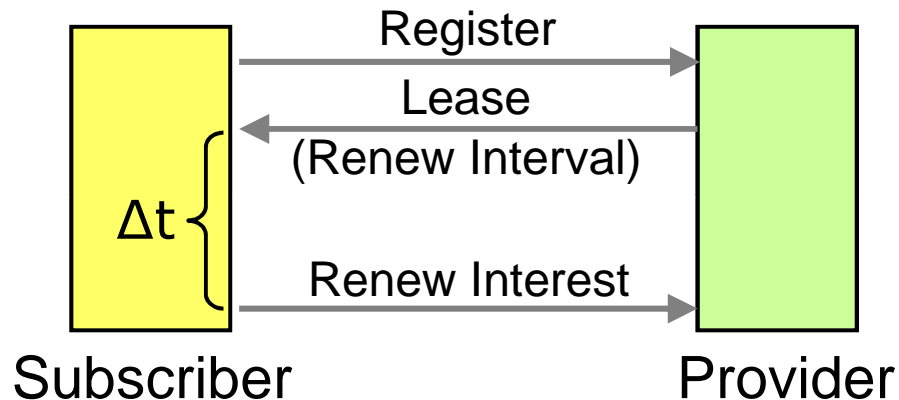 Register
Lease
(Renew Interval)
Δt
Renew Interest
Subscriber
Provider